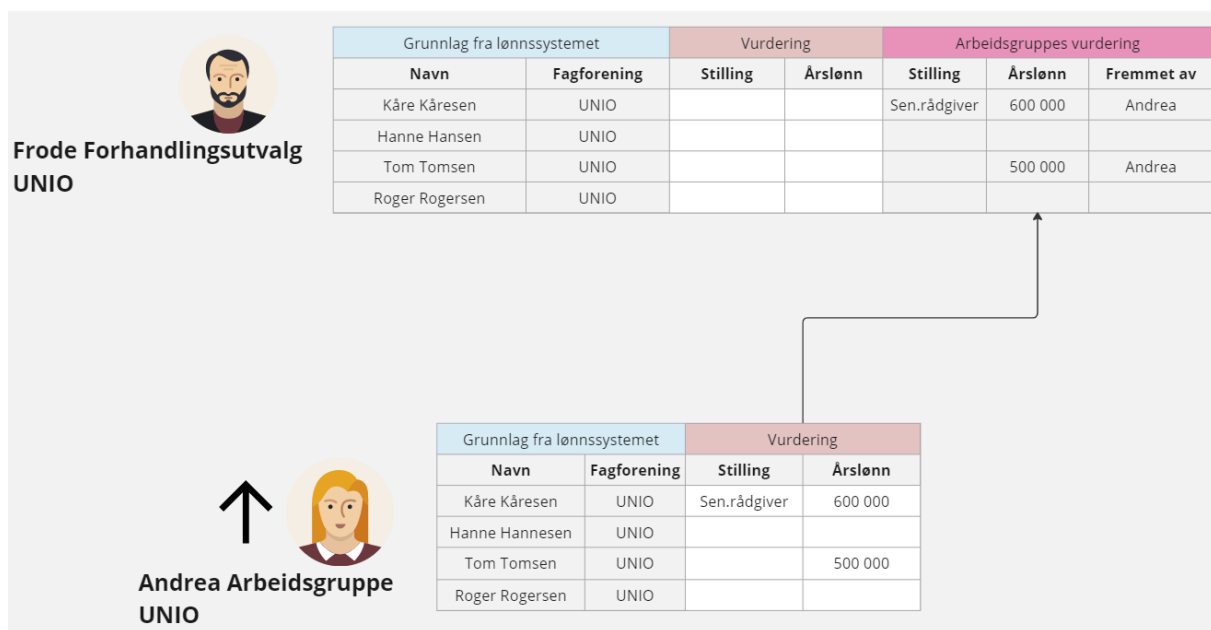 Frode Forhandlingsutvalg
UNIO
Grunnlag fra lønnssystemet Vurdering Arbeidsgruppes vurdering
Navn Fagforening Stilling Årslønn Stilling Årslønn Fremmet av
Kåre Kåresen UNIO Sen.rådgiver 600 000 Andrea
Hanne Hansen UNIO
Tom Tomsen UNIO 500 000 Andrea
Roger Rogersen UNIO
Andrea Arbeidsgruppe
UNIO
Grunnlag fra lønnssystemet Vurdering
Navn Fagforening Stilling Årslønn
Kåre Kåresen UNIO Sen.rådgiver 600 000
Hanne Hannesen UNIO
Tom Tomsen UNIO 500 000
Roger Rogersen UNIO